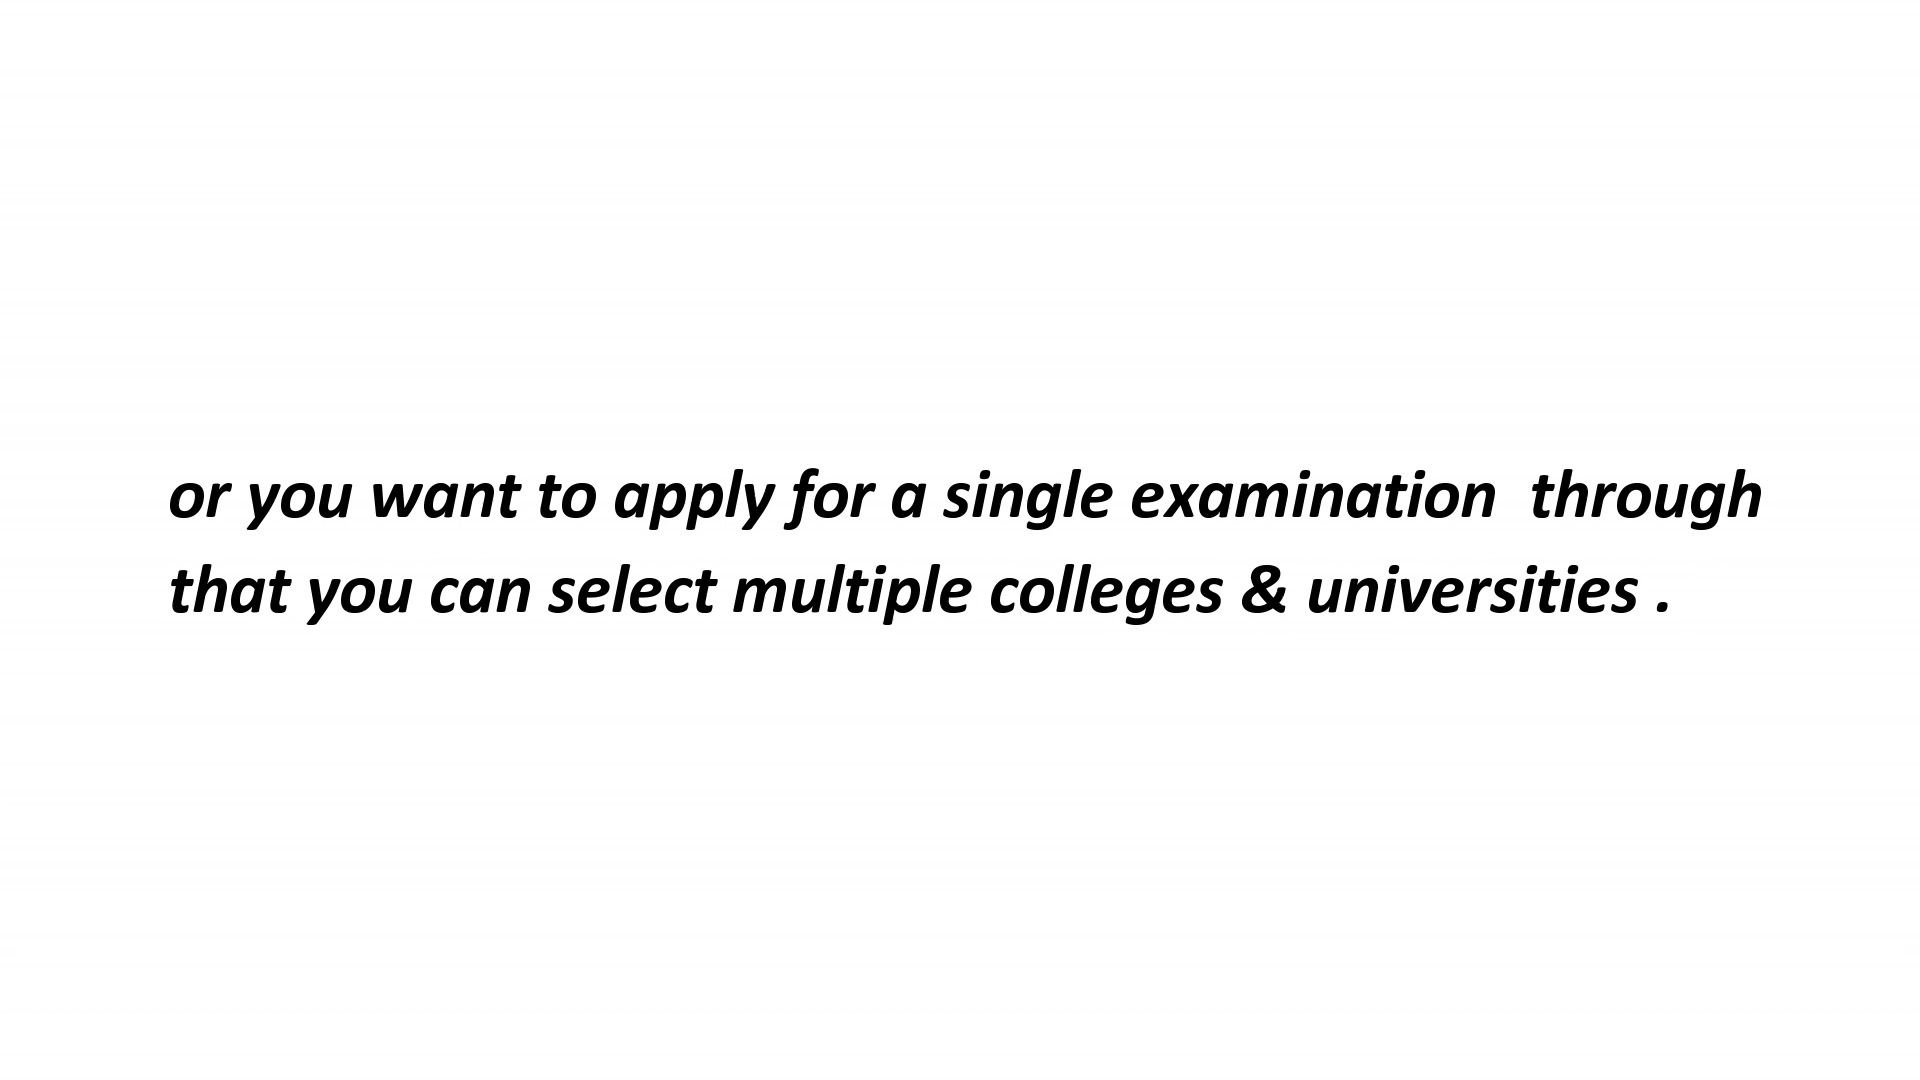 or you want to apply for a single examination  through
that you can select multiple colleges & universities .